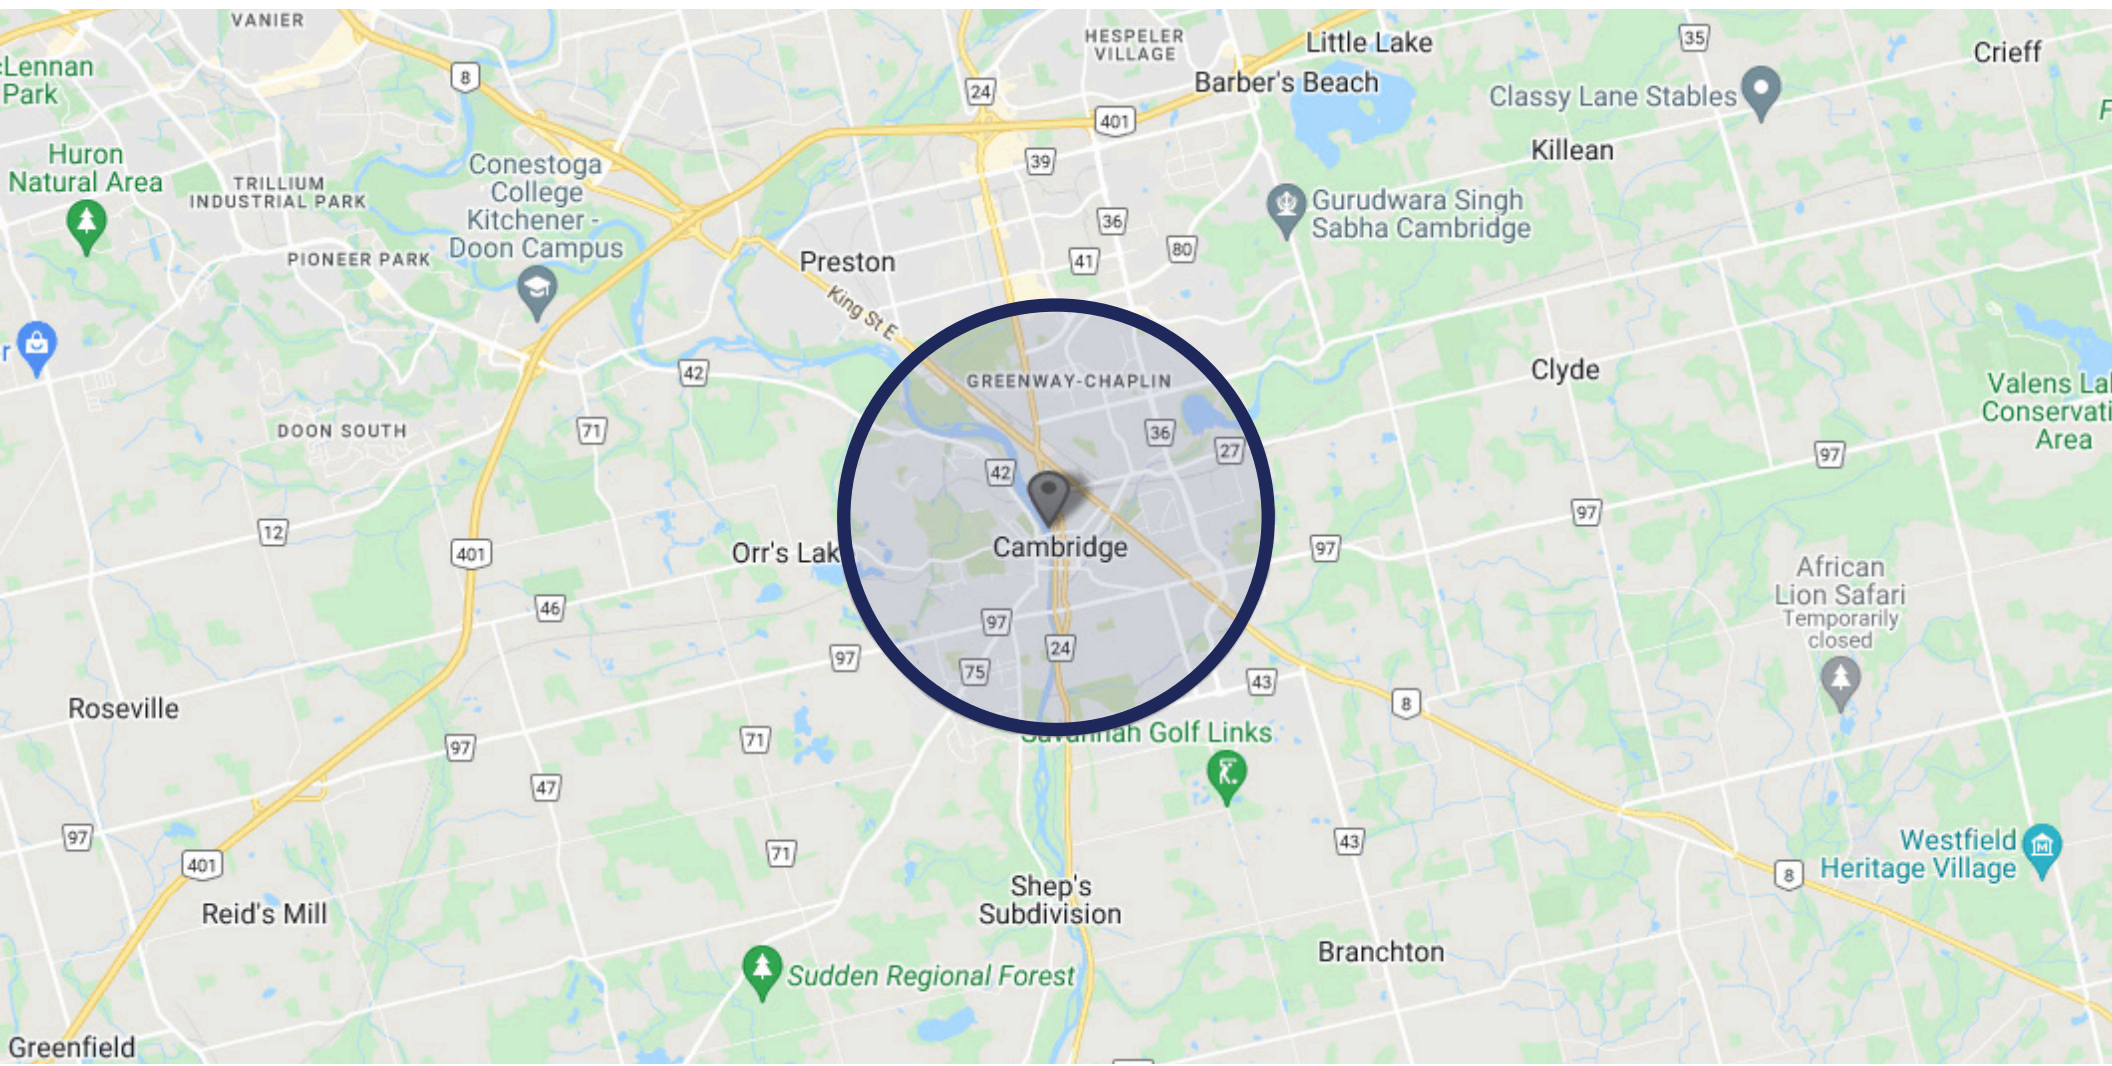 VANIER
HESPELER
VILLAGE
Little Lake
35
Crieff
Lennan
Park
8
24
Barber's Beach
Classy Lane Stables
401
Huron
Natural Area
Conestoga
College
Kitchener -
Doon Campus
TRILLIUM
INDUSTRIAL PARK
39
Killean
36
Gurudwara Singh
Sabha Cambridge
PIONEER PARK
Preston
41
80
King St E
r
42
GREENWAY-CHAPLIN
Clyde
Valens La
Conservati
Area
DOON SOUTH
71
36
27
97
42
12
401
97
Cambridge
Orr's Lak
97
African
Lion Safari
Temporarily
closed
46
97
24
97
75
43
8
Roseville
97
71
Savannah Golf Links
47
97
401
71
43
Westfield
Heritage Village
8
Shep's
Subdivision
Reid's Mill
Branchton
Sudden Regional Forest
Greenfield